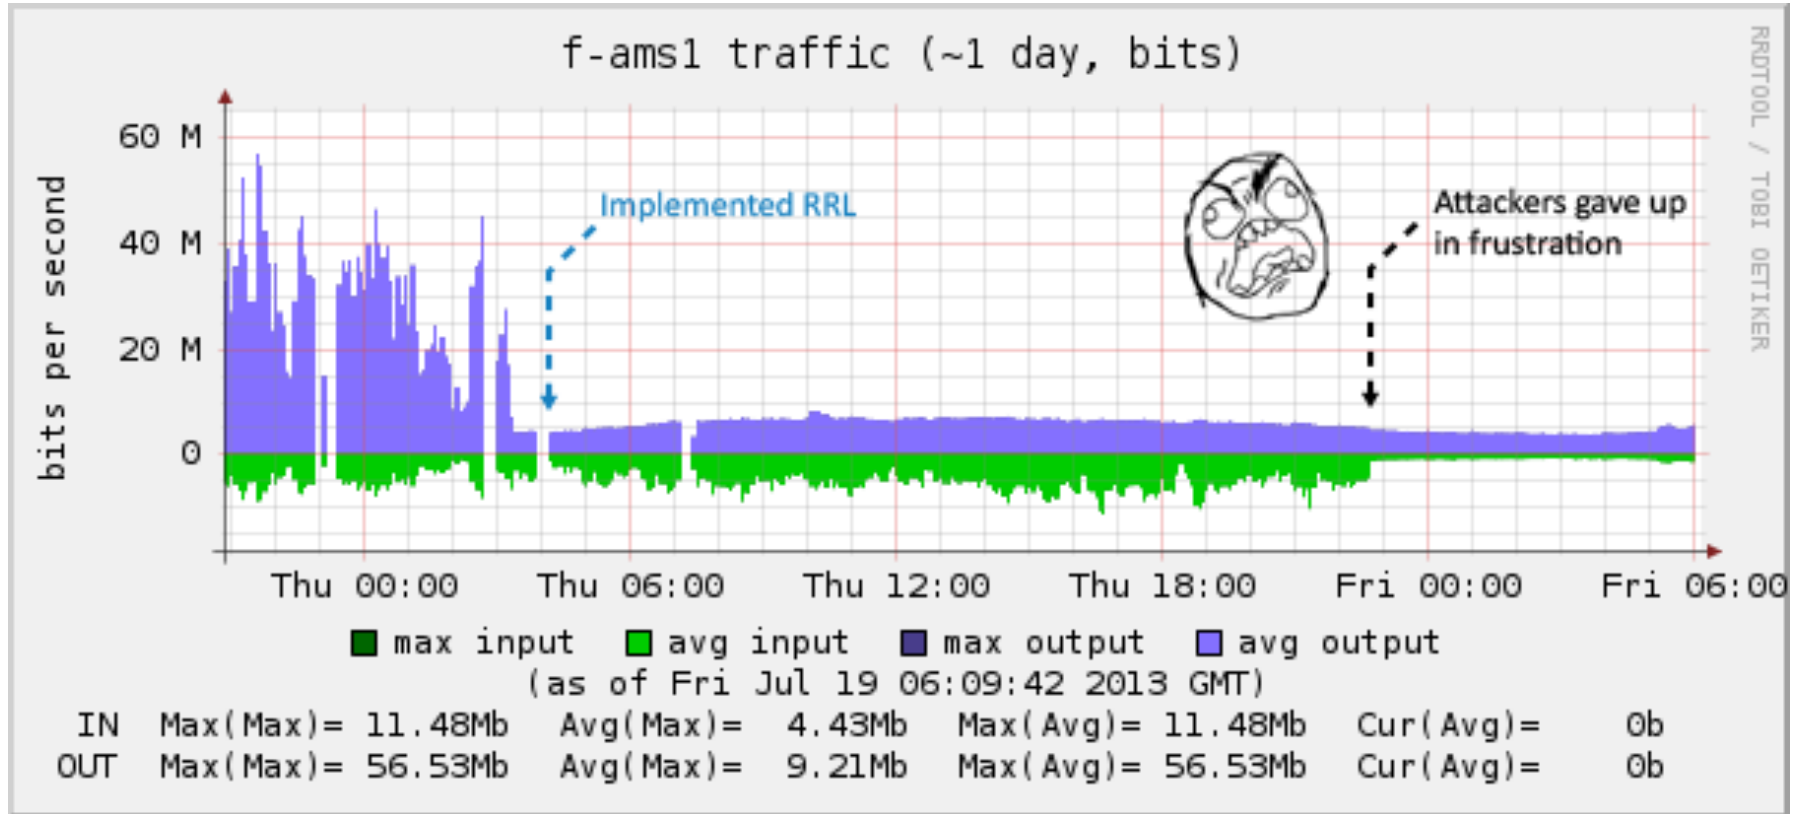 f-ams1 traffic (~1 day, bits)
RRDTOOL / TOBI OETIKER
bits per second
60 M
40 M
20 M
0
Implemented RRL
Attackers gave up
in frustration
Thu 00:00 Thu 06:00 Thu 12:00 Thu 18:00 Fri 00:00 Fri 06:00
max input avg input max output avg output
(as of Fri Jul 19 06:09:42 2013 GMT)
IN Max(Max)= 11.48Mb Avg(Max)= 4.43Mb Max(Avg)= 11.48Mb Cur(Avg)= 0b
OUT Max(Max)= 56.53Mb Avg(Max)= 9.21Mb Max(Avg)= 56.53Mb Cur(Avg)= 0b